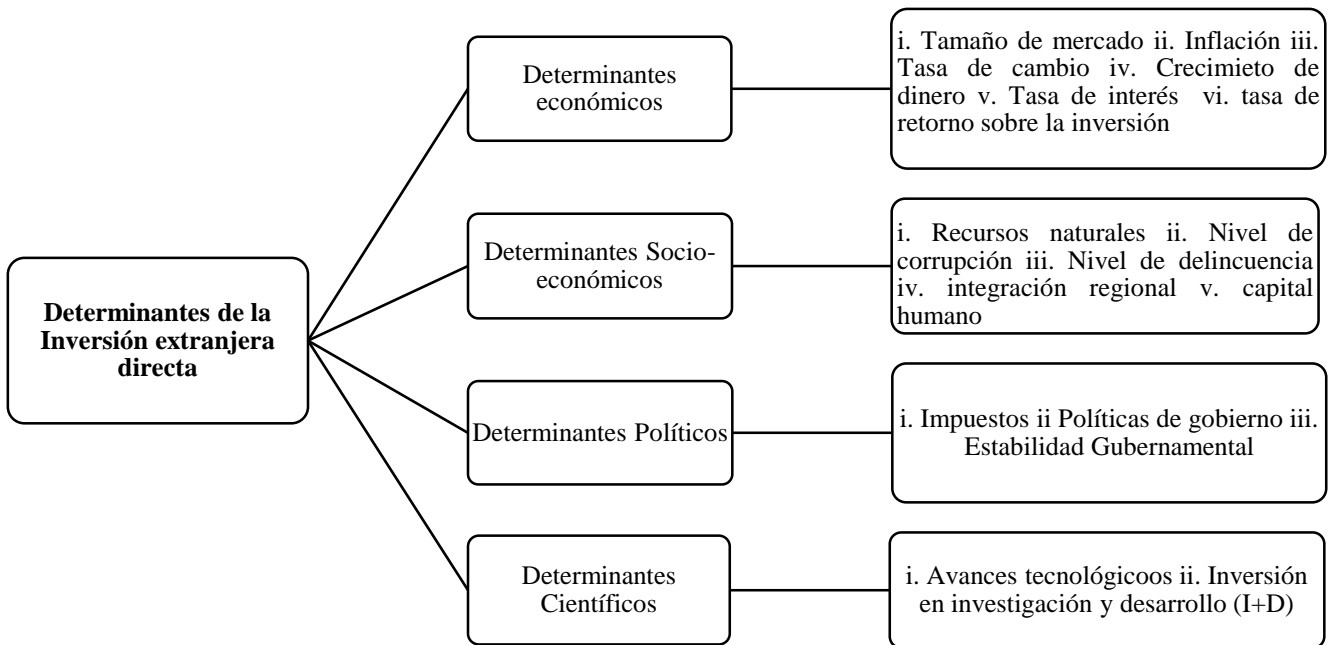 Determinantes de la
Inversión extranjera
directa
Determinantes
económicos
i. Tamaño de mercado ii. Inflación iii.
Tasa de cambio iv. Crecimieto de
dinero v. Tasa de interés vi. tasa de
retorno sobre la inversión
Determinantes Socio-
económicos
i. Recursos naturales ii. Nivel de
corrupción iii. Nivel de delincuencia
iv. integración regional v. capital
humano
Determinantes Políticos
i. Impuestos ii Políticas de gobierno iii.
Estabilidad Gubernamental
Determinantes
Científicos
i. Avances tecnológicoos ii. Inversión
en investigación y desarrollo (I+D)